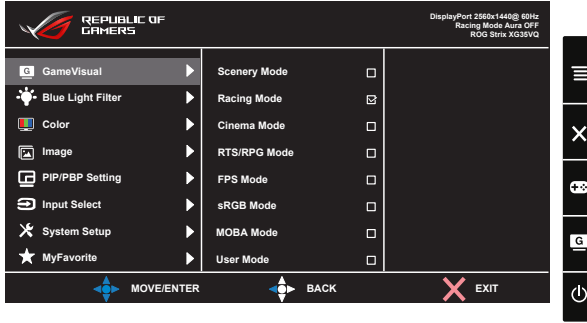 REPUBLIC OF
GAMERS
DisplayPort 2560x1440@ 60Hz
Racing Mode Aura OFF
ROG Strix XG35VQ
G GameVisual
Blue Light Filter
Color
Image
PIP/PBP Setting
Input Select
System Setup
MyFavorite
Scenery Mode
Racing Mode
Cinema Mode
RTS/RPG Mode
FPS Mode
sRGB Mode
MOBA Mode
User Mode
MOVE/ENTER
BACK
EXIT
G